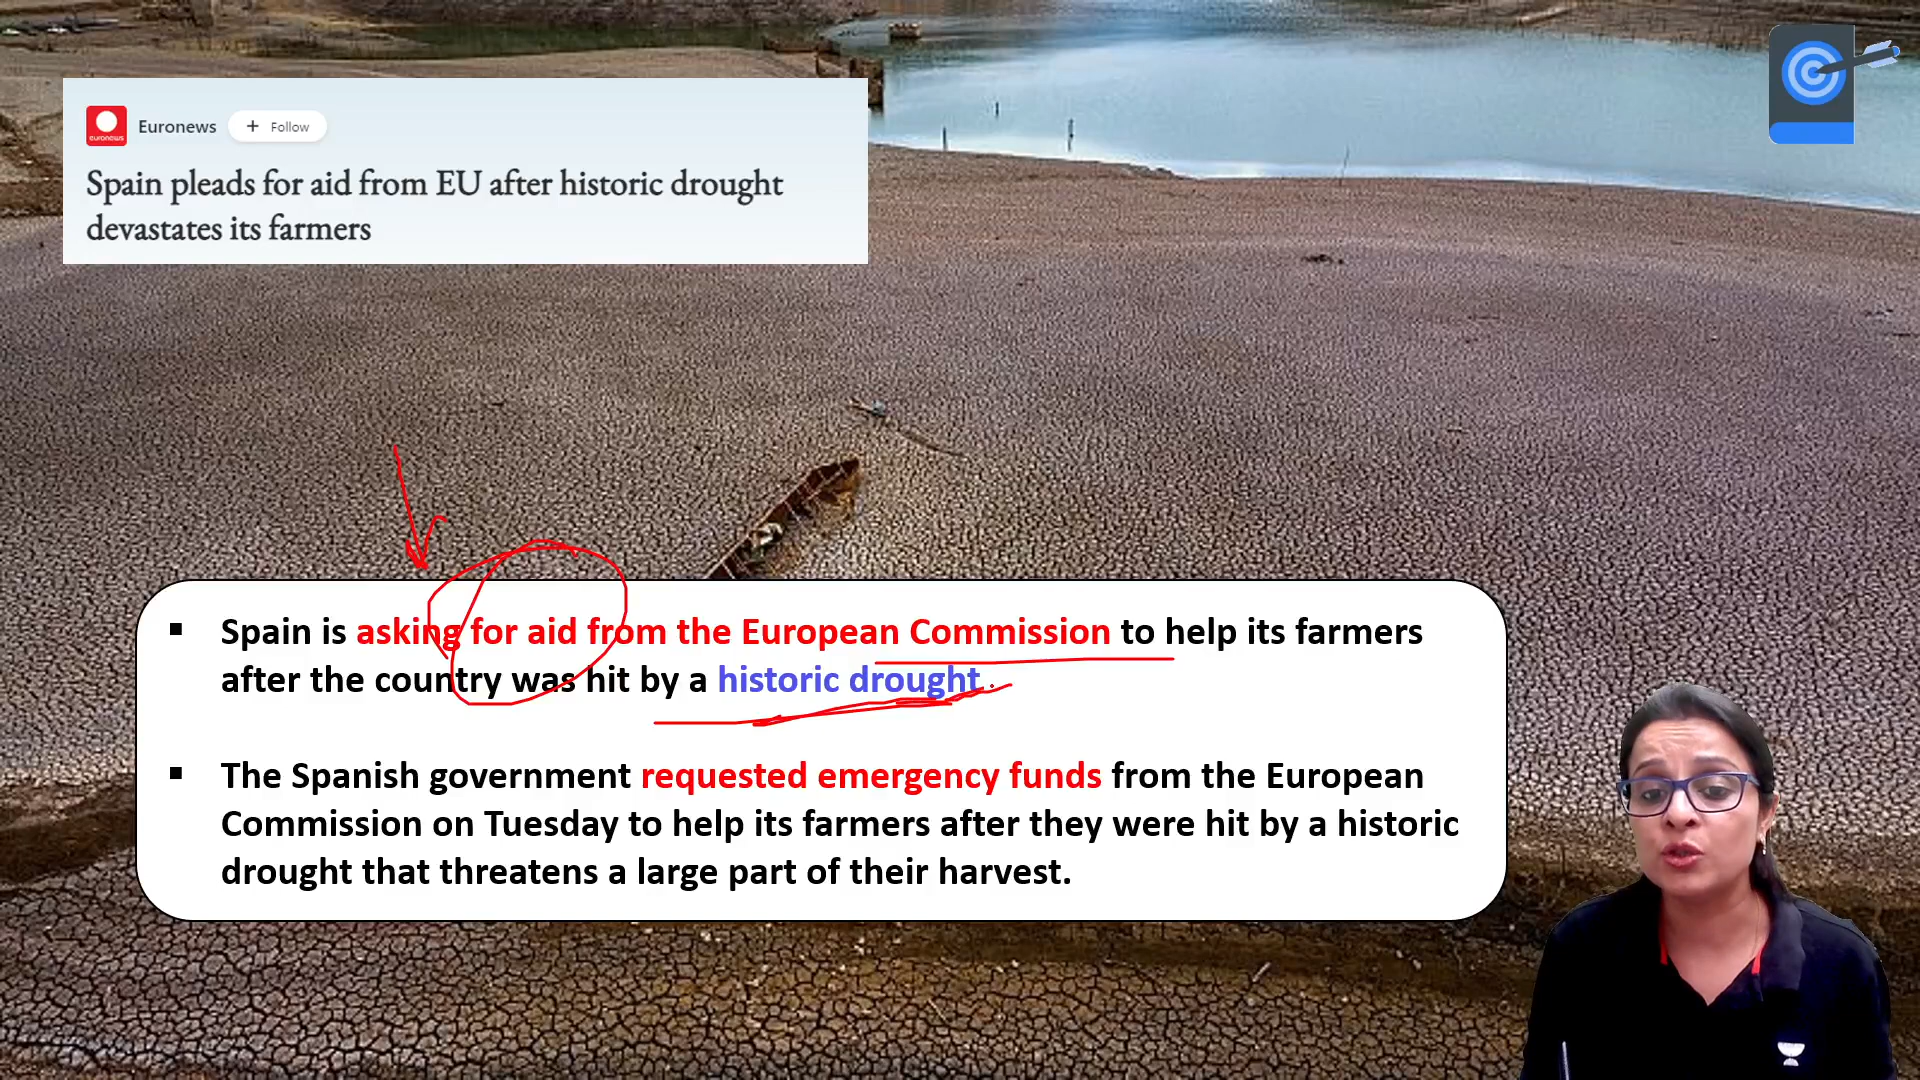 Euronews
+ Follow
euronews
Spain pleads for aid from EU after historic drought
devastates its farmers
▪ Spain is asking for aid from the European Commission to help its farmers
after the country was hit by a historic drought.
▪ The Spanish government requested emergency funds from the European
Commission on Tuesday to help its farmers after they were hit by a historic
drought that threatens a large part of their harvest.